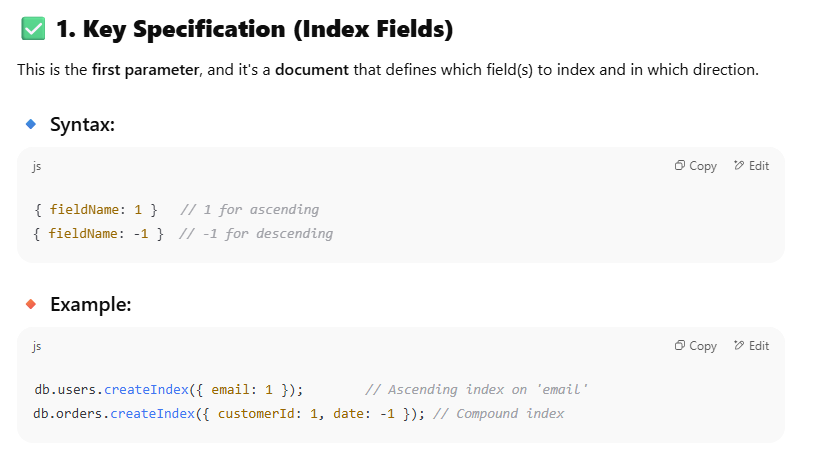 ✅ 1. Key Specification (Index Fields)
This is the first parameter, and it's a document that defines which field(s) to index and in which direction.
🔹 Syntax:
js Copy Edit
{ fieldName: 1 }   // 1 for ascending
{ fieldName: -1 }  // -1 for descending
🔸 Example:
js Copy Edit
db.users.createIndex({ email: 1 });        // Ascending index on 'email'
db.orders.createIndex({ customerId: 1, date: -1 }); // Compound index